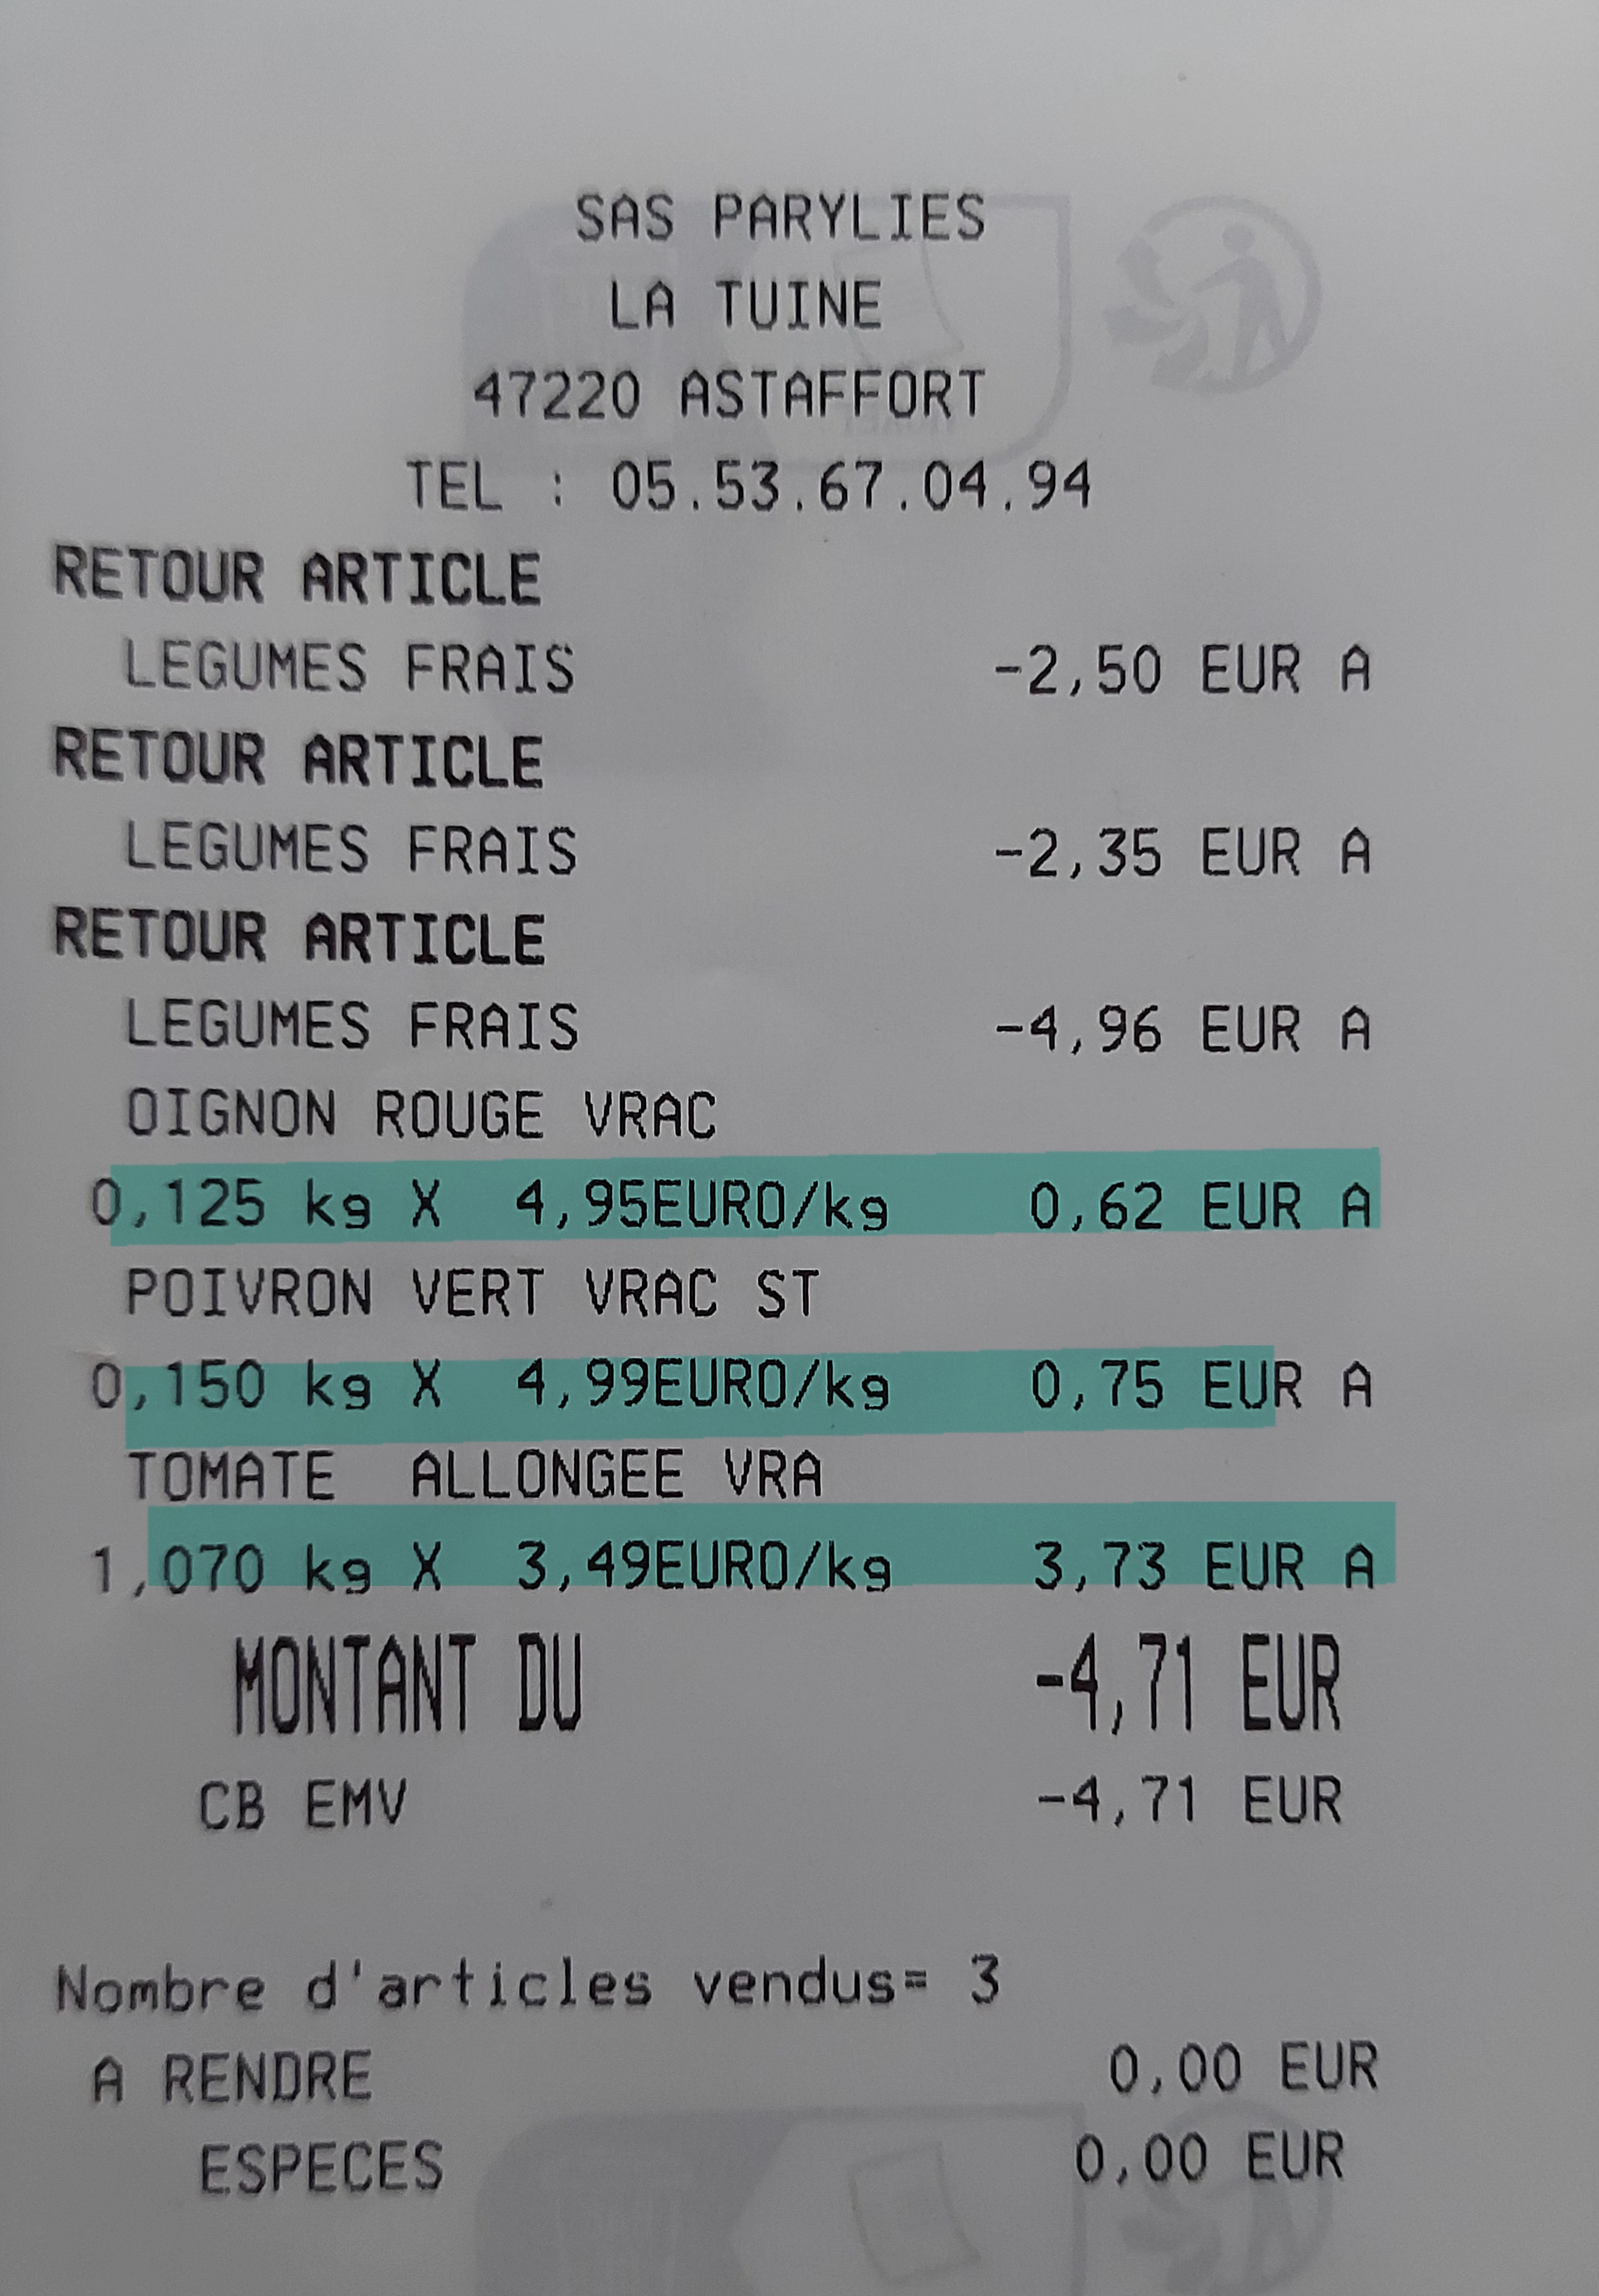 SAS PARYLIES
LA TUINE
47220 ASTAFFORT
TEL : 05.53.67.04.94
RETOUR ARTICLE
LEGUMES FRAIS -2,50 EUR A
RETOUR ARTICLE
LEGUMES FRAIS -2,35 EUR A
RETOUR ARTICLE
LEGUMES FRAIS -4,96 EUR A
OIGNON ROUGE VRAC
0,125 kg X 4,95EURO/kg 0,62 EUR A
POIVRON VERT VRAC ST
0,150 kg X 4,99EURO/kg 0,75 EUR A
TOMATE ALLONGEE VRA
1,070 kg X 3,49EURO/kg 3,73 EUR A
MONTANT DU -4,71 EUR
CB EMV -4,71 EUR
Nombre d'articles vendus= 3
A RENDRE 0,00 EUR
ESPECES 0,00 EUR